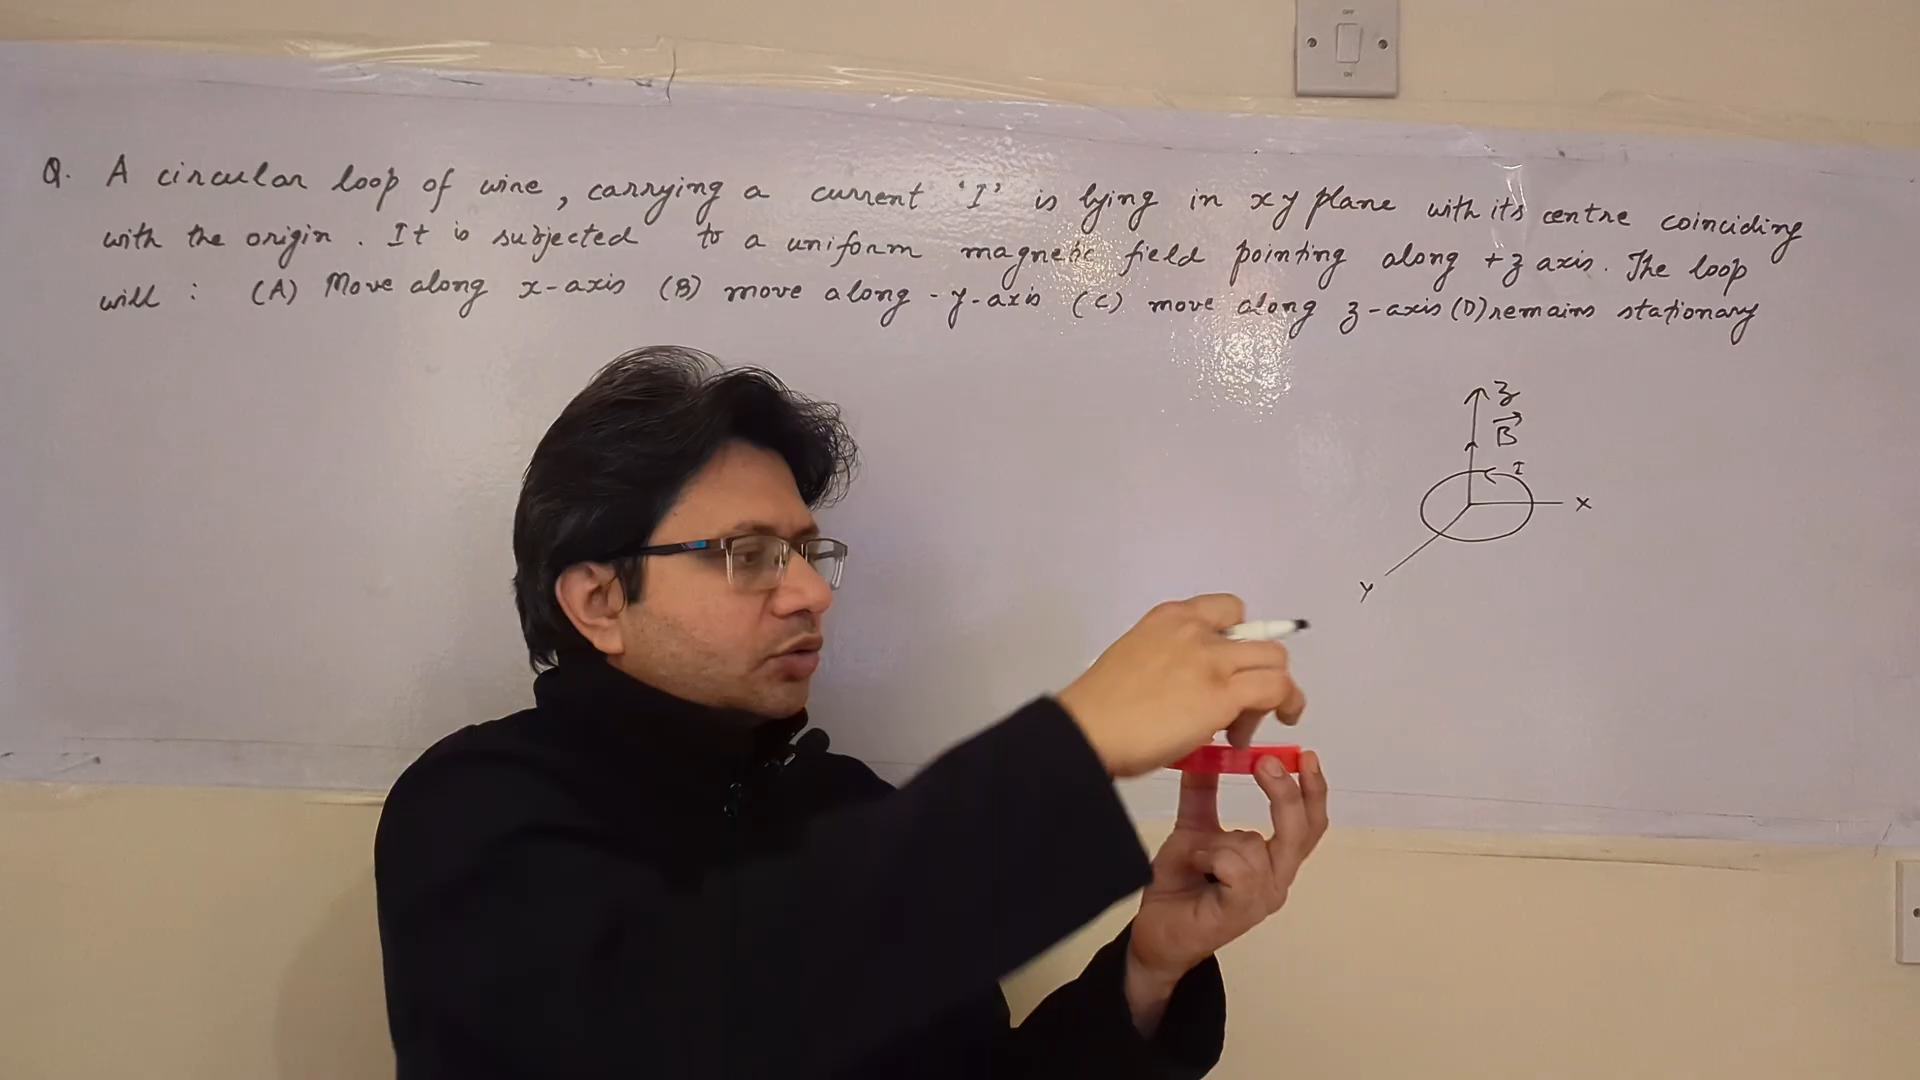 OFF
ON
Q. A circular loop of wire, carrying a current 'I' is lying in xy plane with its centre coinciding
with the origin. It is subjected to a uniform magnetic field pointing along +z axis. The loop
will : (A) Move along x-axis (B) move along -y-axis (C) move along z-axis (D) remains stationary
z
B
I
x
y